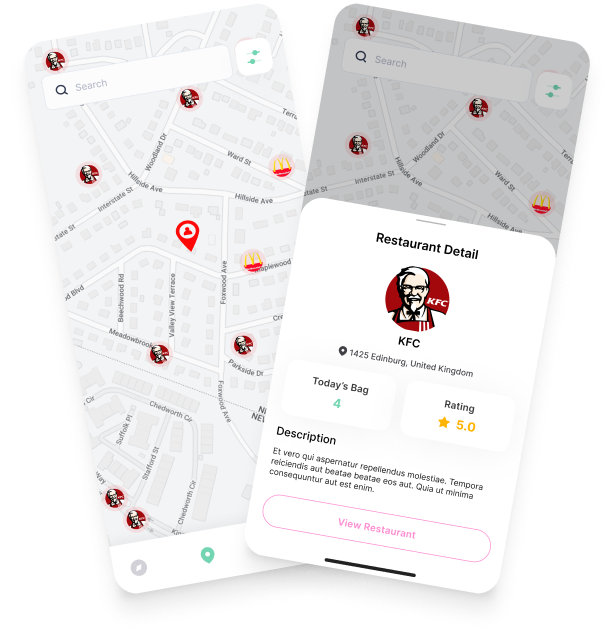 Search
Woodland Dr
Ward St
Hillside Ave
Interstate St
Hillside Ave
Foxwood Ave
Beechwood Rd
Valley View Terrace
Parkside Dr
Foxwood Ave
Chedworth Cir
Suffolk Pl
Stafford St
Chedworth Cir
Search
Woodland Dr
Hillside Ave
Interstate St
Ward St
Hillside Ave
Restaurant Detail
KFC
KFC
1425 Edinburg, United Kingdom
Today's Bag
4
Rating
5.0
Description
Et vero qui aspernatur repellendus molestiae. Tempora
reiciendis aut beatae beatae eos aut. Quia ut minima
consequuntur aut est enim.
View Restaurant